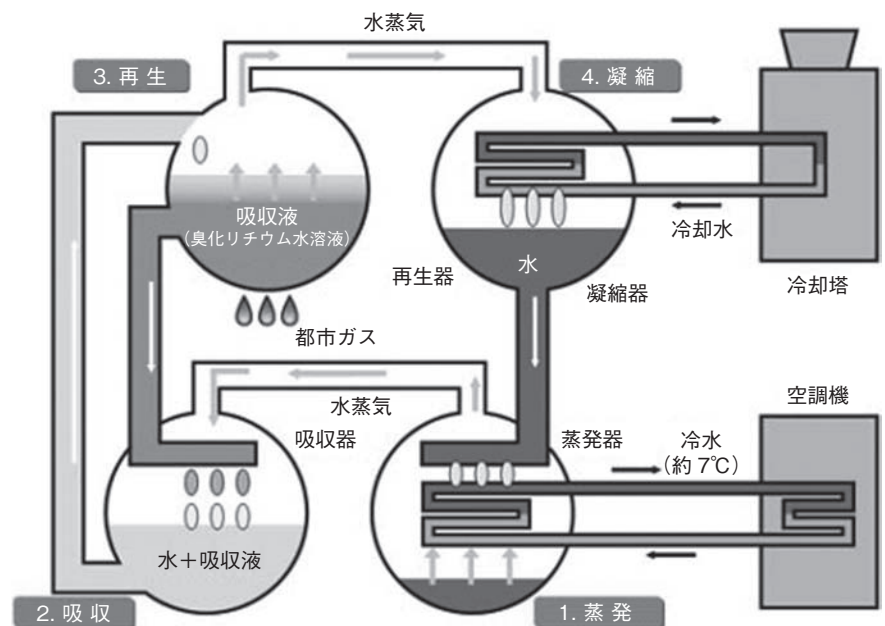 水蒸気
3. 再 生
4. 凝 縮
吸収液
(臭化リチウム水溶液)
水
冷却水
再生器
凝縮器
冷却塔
都市ガス
水蒸気
吸収器
蒸発器
空調機
冷水
(約 7℃)
水＋吸収液
2. 吸 収
1. 蒸 発